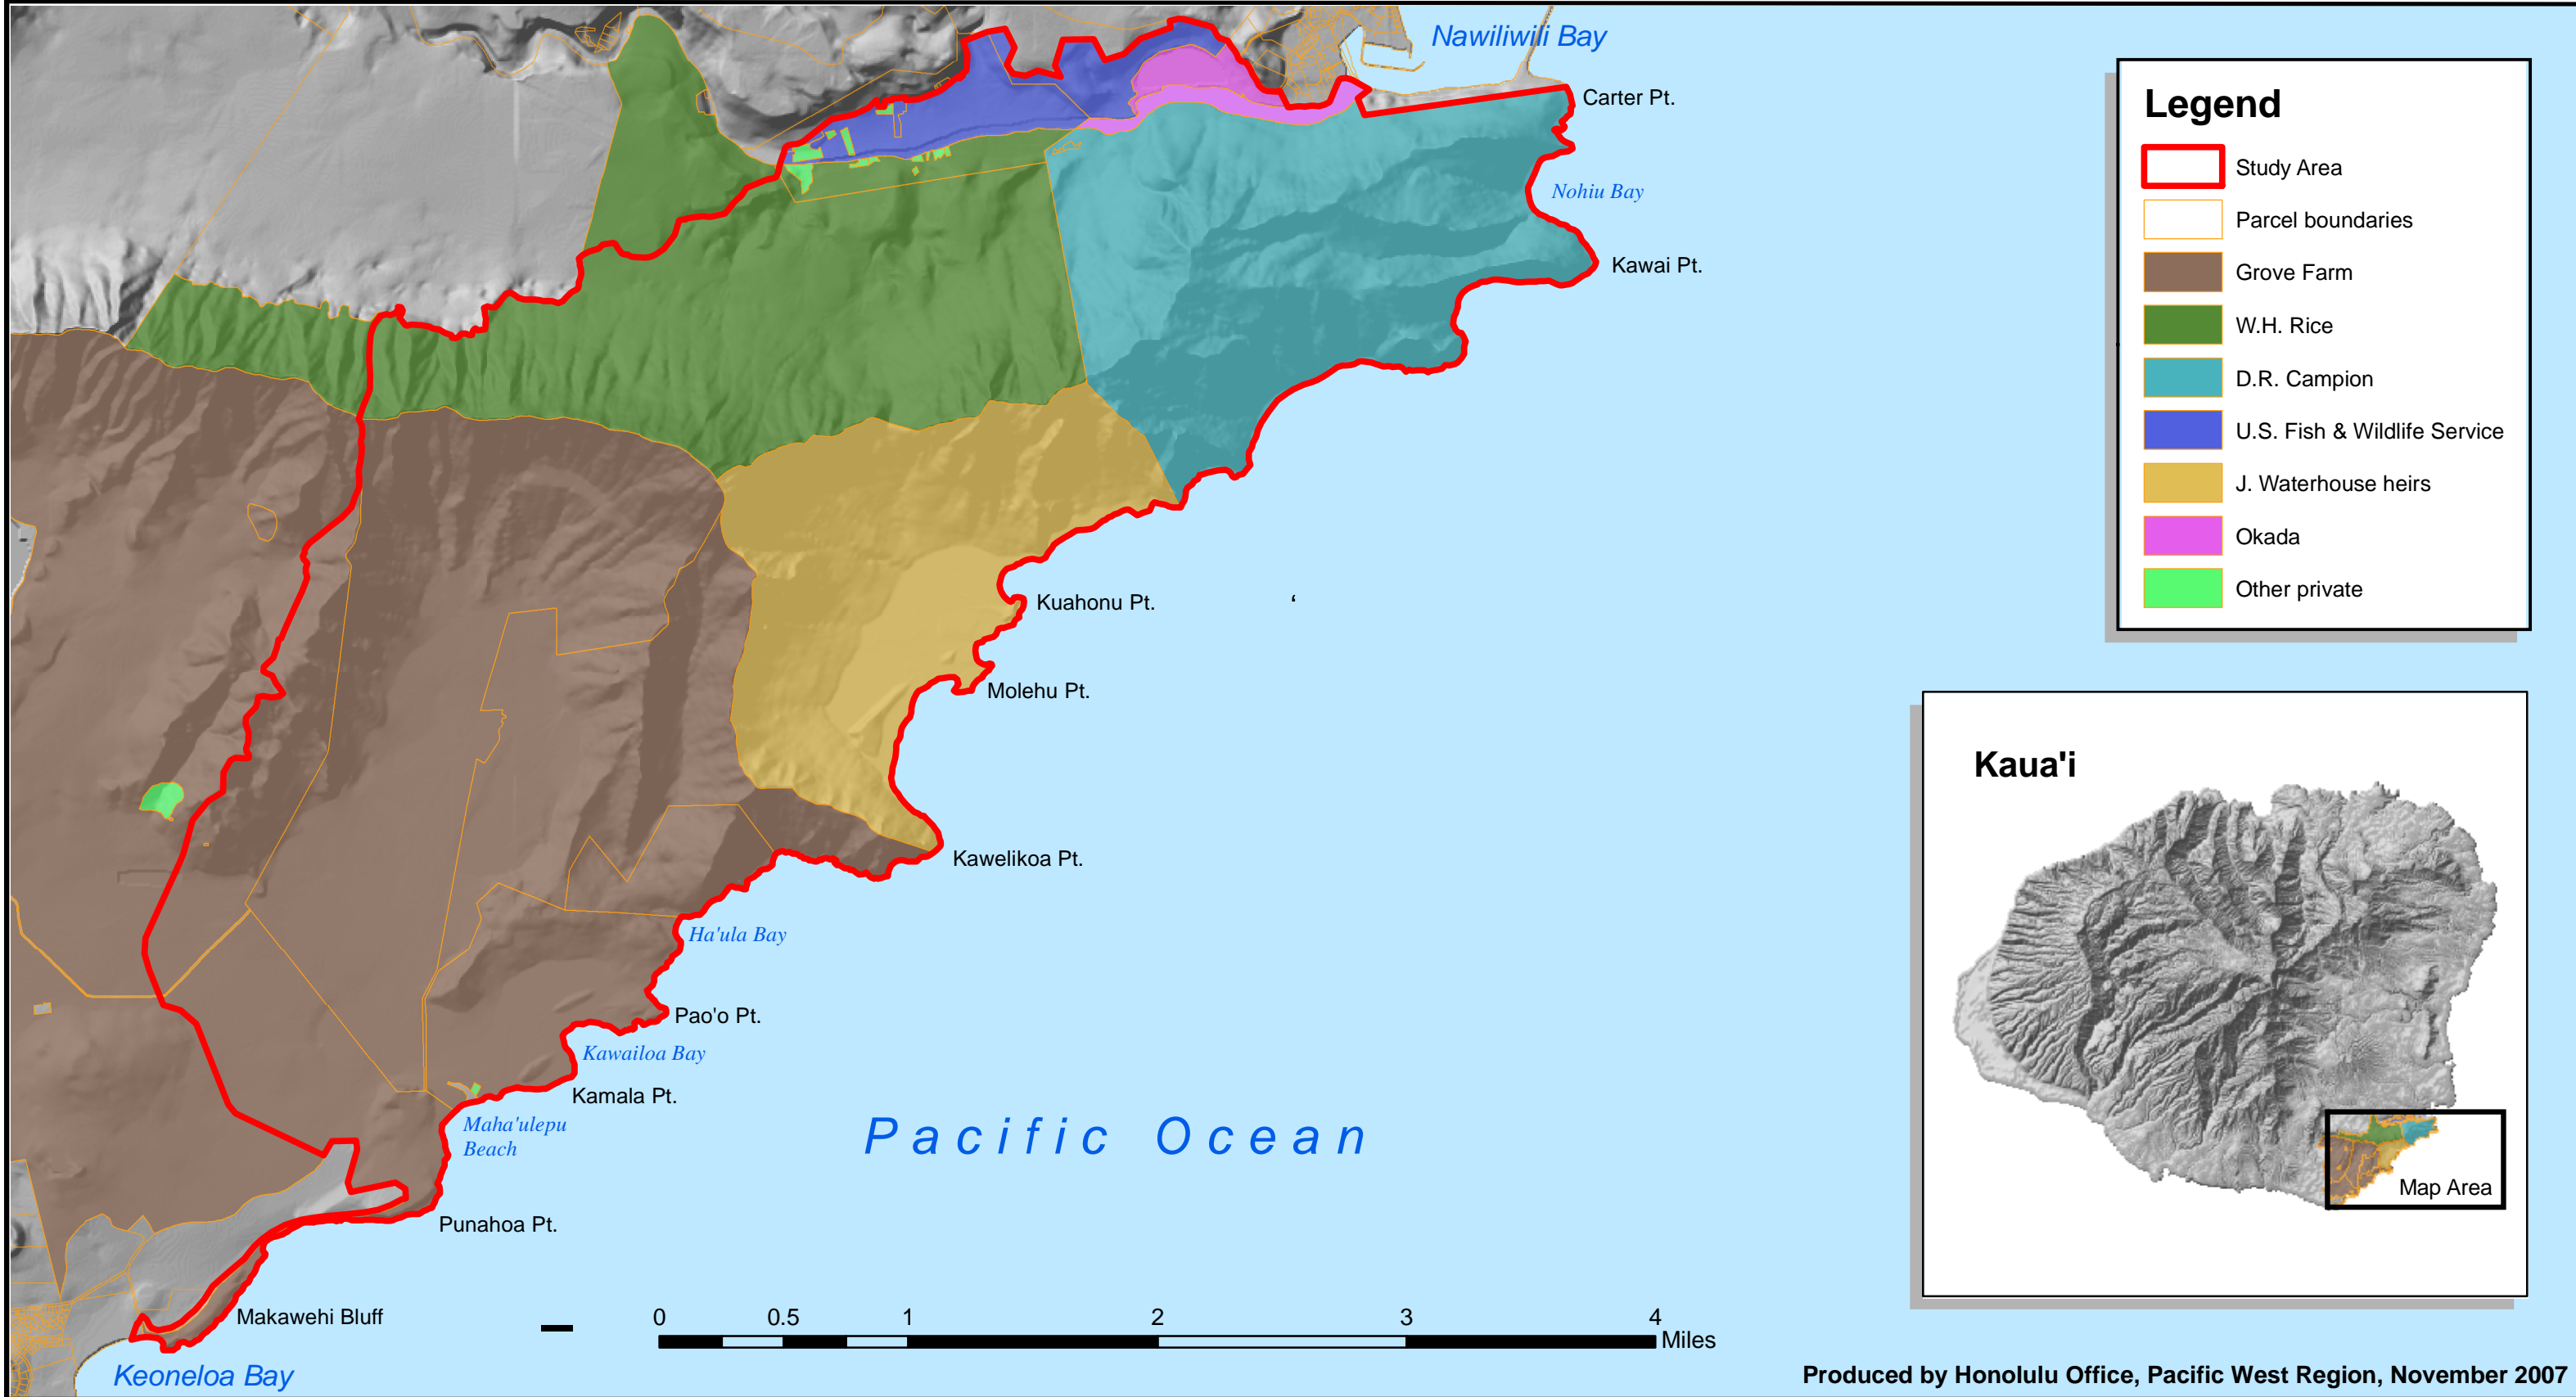 Nawiliwili Bay
Carter Pt.
Nohiu Bay
Kawai Pt.
Kuahonu Pt.
‘
Molehu Pt.
Kawelikoa Pt.
Ha'ula Bay
Pao'o Pt.
Kawailoa Bay
Kamala Pt.
Maha'ulepu
Beach
Punahoa Pt.
Makawehi Bluff
Keoneloa Bay
Pacific Ocean
0 0.5 1 2 3 4
Miles
Legend
Study Area
Parcel boundaries
Grove Farm
W.H. Rice
D.R. Campion
U.S. Fish & Wildlife Service
J. Waterhouse heirs
Okada
Other private
Kaua'i
Map Area
Produced by Honolulu Office, Pacific West Region, November 2007